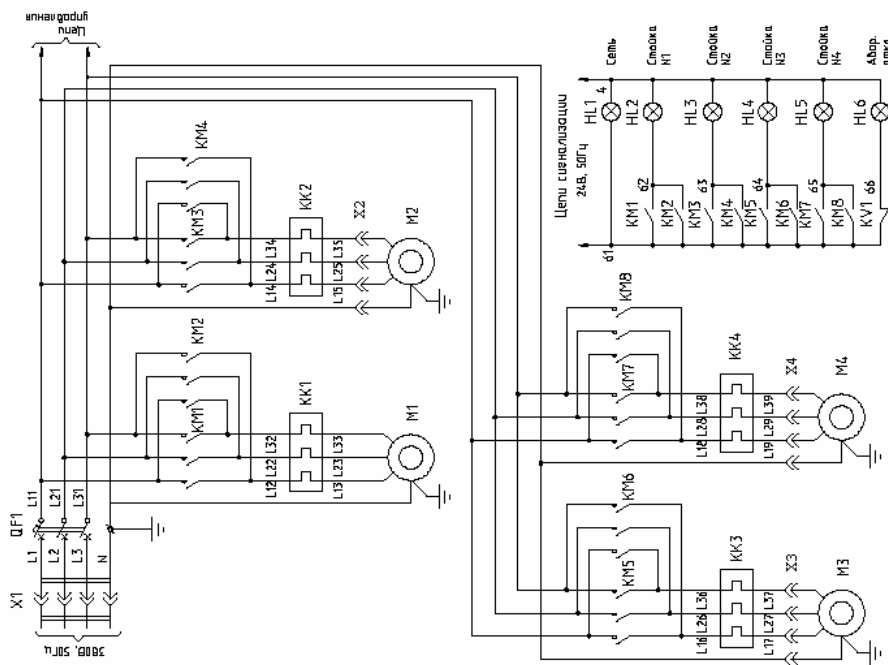 Цепи
управления
380В, 50Гц
X1
QF1
L1
L2
L3
N
L11
L21
L31
KM1
KM2
L12
L22
L32
KK1
L13
L23
L33
M1
KM3
KM4
L14
L24
L34
KK2
L15
L25
L35
X2
M2
KM5
KM6
L16
L26
L36
KK3
L17
L27
L37
X3
M3
KM7
KM8
L18
L28
L38
KK4
L19
L29
L39
X4
M4
Цепи сигнализации
24В, 50Гц
61
4
HL1
Сеть
KM1
KM2
62
HL2
Стойка
N1
KM3
KM4
63
HL3
Стойка
N2
KM5
KM6
64
HL4
Стойка
N3
KM7
KM8
65
HL5
Стойка
N4
KV1
66
HL6
Авар.
откл.